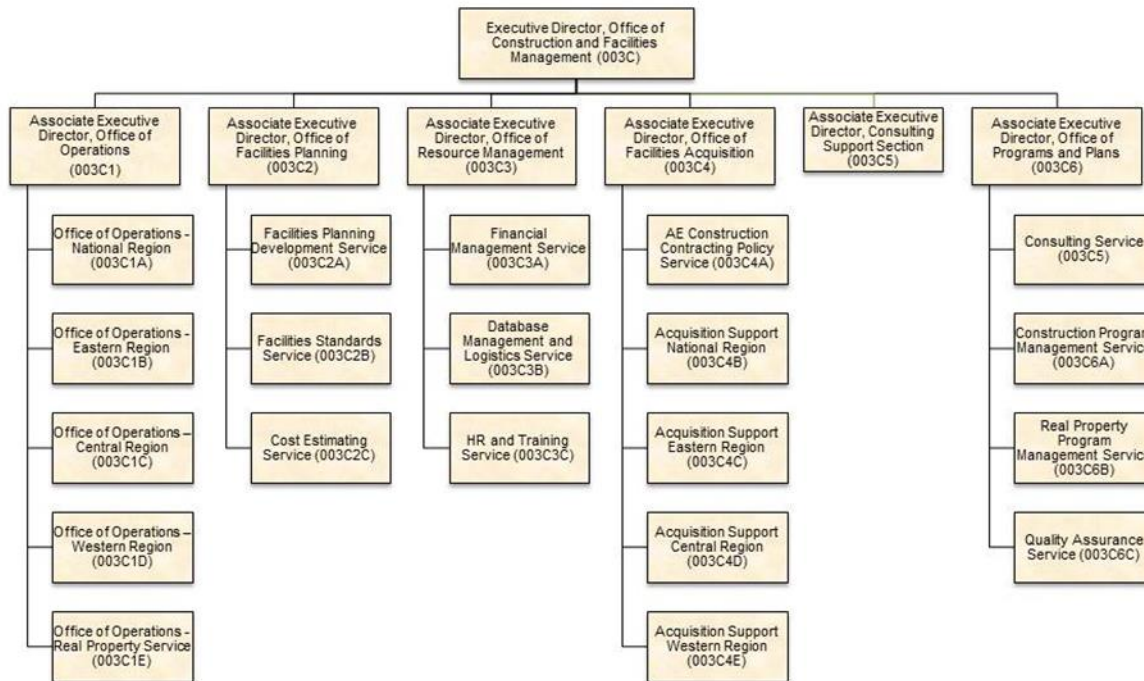 Executive Director, Office of
Construction and Facilities
Management (003C)
Associate Executive
Director, Office of
Operations
(003C1)
Associate Executive
Director, Office of
Facilities Planning
(003C2)
Associate Executive
Director, Office of
Resource Management
(003C3)
Associate Executive
Director, Office of
Facilities Acquisition
(003C4)
Associate Executive
Director, Consulting
Support Section
(003C5)
Associate Executive
Director, Office of
Programs and Plans
(003C6)
Office of Operations -
National Region
(003C1A)
Office of Operations -
Eastern Region
(003C1B)
Office of Operations –
Central Region
(003C1C)
Office of Operations –
Western Region
(003C1D)
Office of Operations -
Real Property Service
(003C1E)
Facilities Planning
Development Service
(003C2A)
Facilities Standards
Service (003C2B)
Cost Estimating
Service (003C2C)
Financial
Management Service
(003C3A)
Database
Management and
Logistics Service
(003C3B)
HR and Training
Service (003C3C)
AE Construction
Contracting Policy
Service (003C4A)
Acquisition Support
National Region
(003C4B)
Acquisition Support
Eastern Region
(003C4C)
Acquisition Support
Central Region
(003C4D)
Acquisition Support
Western Region
(003C4E)
Consulting Service
(003C5)
Construction Program
Management Service
(003C6A)
Real Property
Program
Management Service
(003C6B)
Quality Assurance
Service (003C6C)